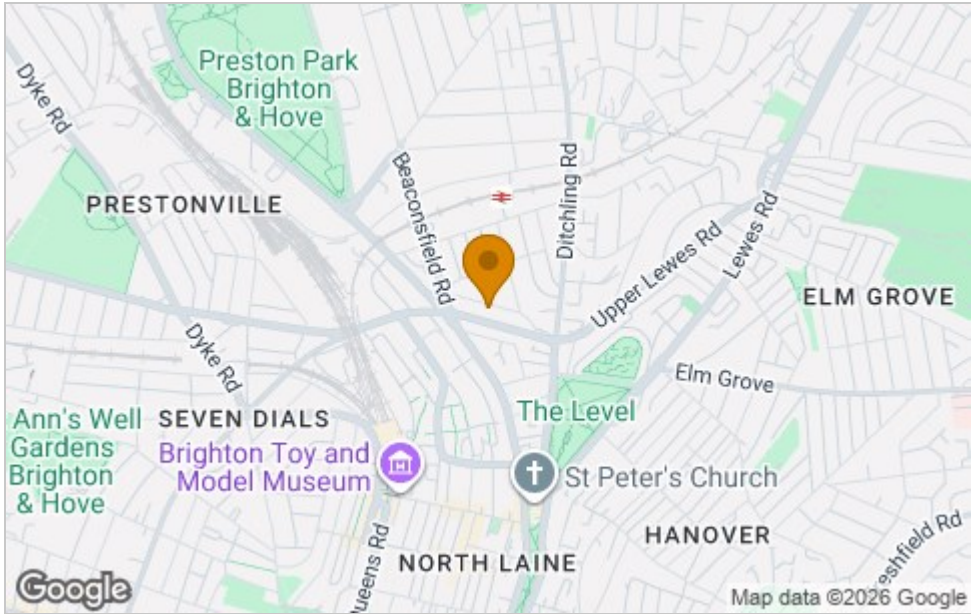 Preston Park
Brighton
& Hove
Dyke Rd
Beaconsfield Rd
Ditchling Rd
PRESTONVILLE
Lewes Rd
Upper Lewes Rd
ELM GROVE
Dyke Rd
Elm Grove
Ann's Well
Gardens
Brighton
& Hove
SEVEN DIALS
The Level
Brighton Toy and
Model Museum
St Peter's Church
Queens Rd
HANOVER
NORTH LAINE
eshfield Rd
Google
Map data ©2026 Google